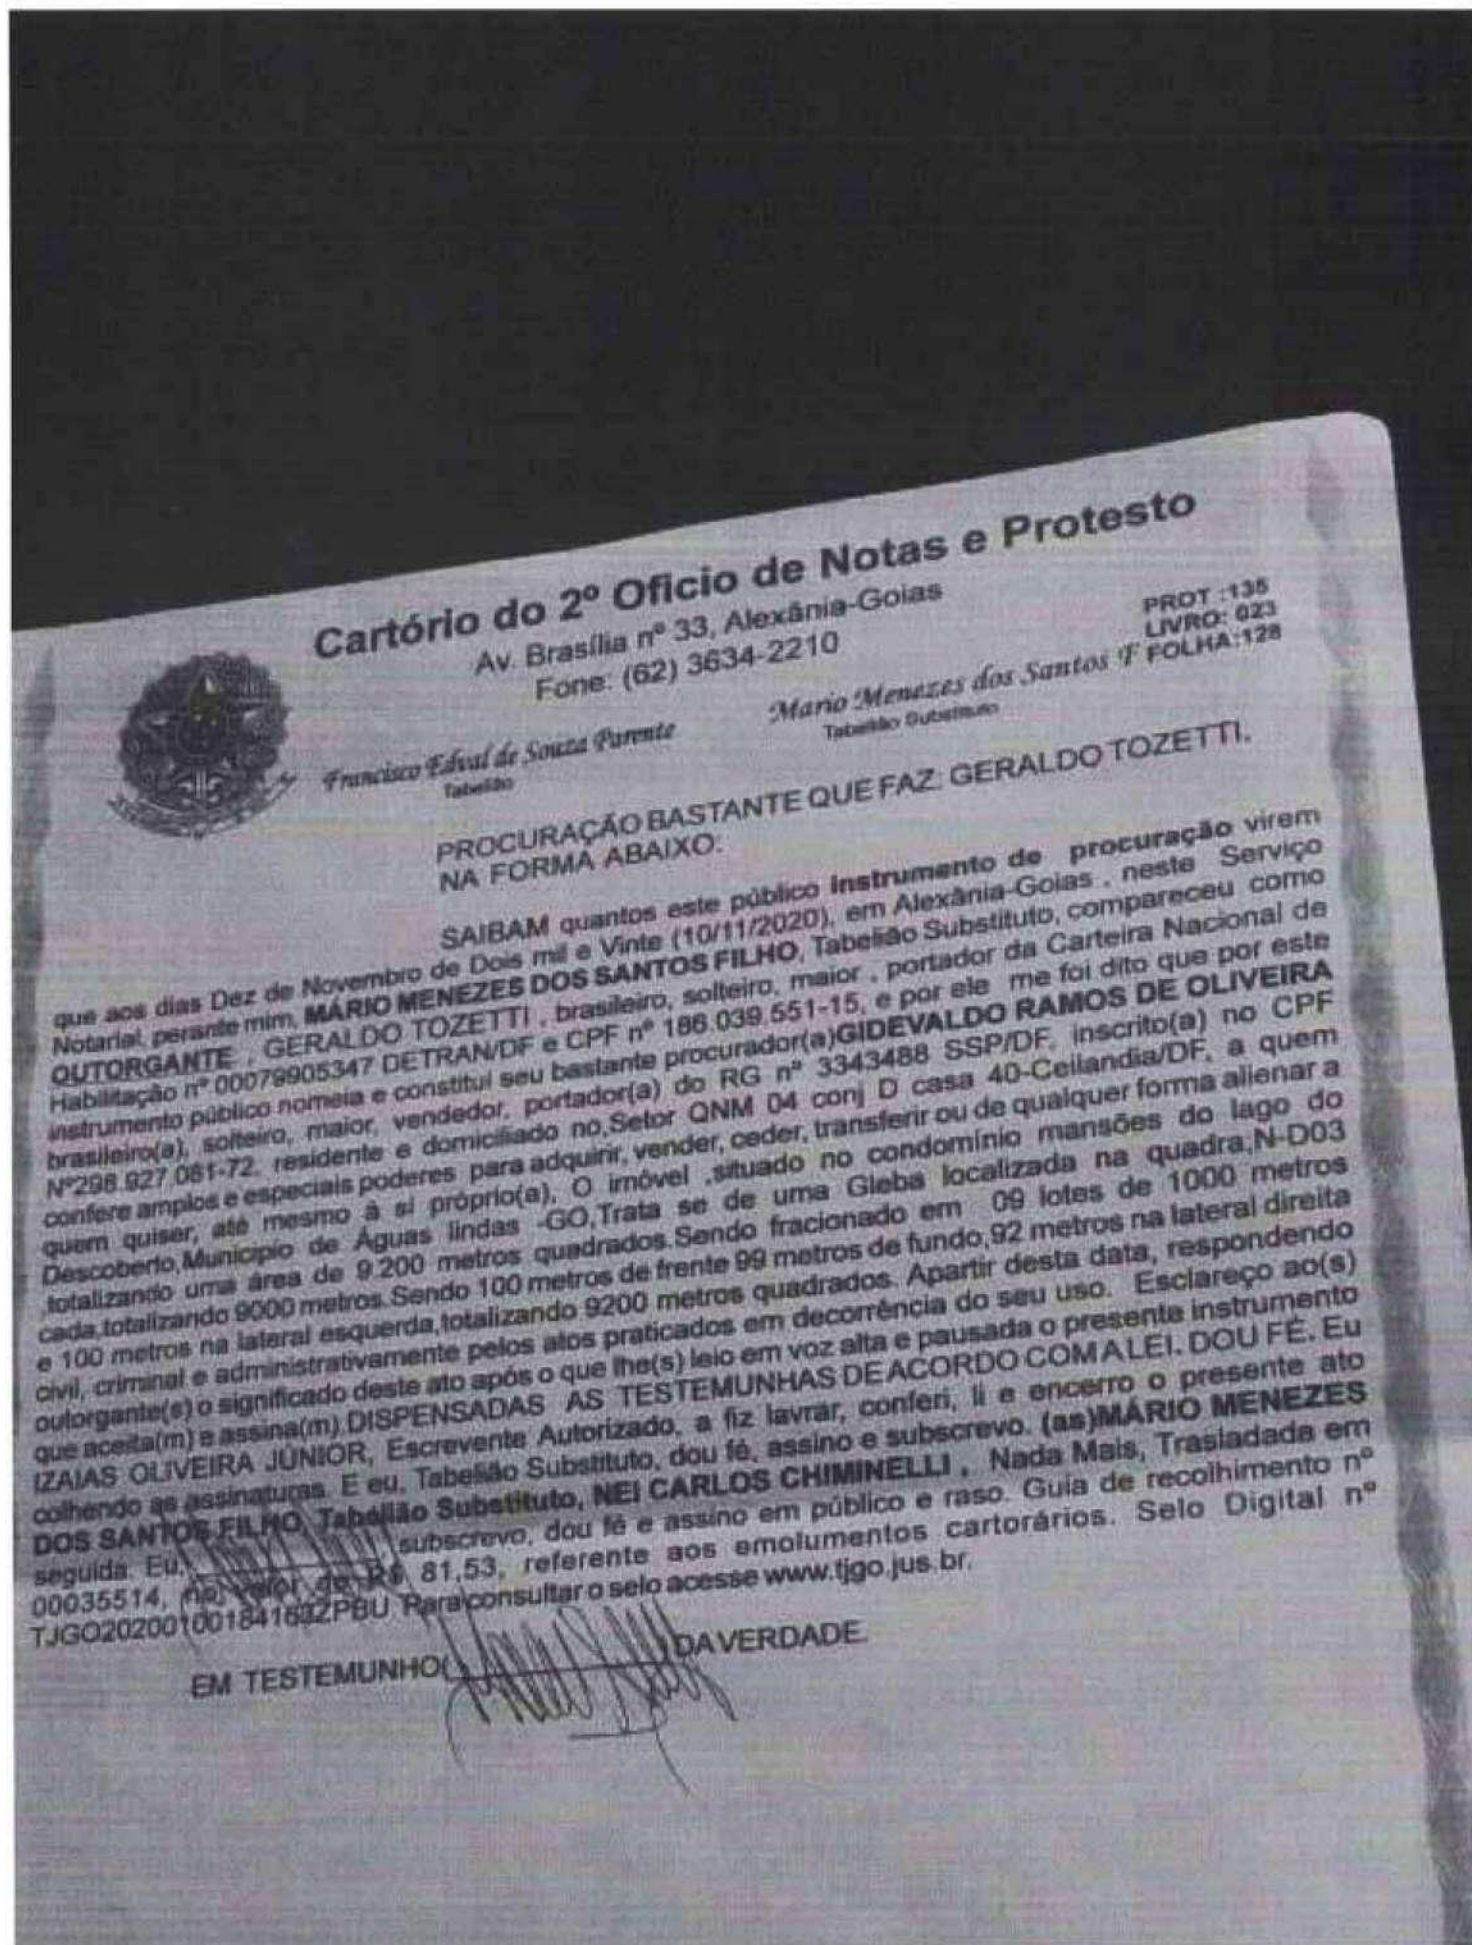 Cartório do 2º Oficio de Notas e Protesto
Av. Brasília nº 33, Alexânia-Goias
Fone: (62) 3634-2210
PROT :135
LIVRO: 023
FOLHA:128
Francisco Edval de Souza Parente
Tabelião
Mario Menezes dos Santos F
Tabelião Substituto
PROCURAÇÃO BASTANTE QUE FAZ: GERALDO TOZETTI,
NA FORMA ABAIXO:
SAIBAM quantos este público Instrumento de procuração virem
que aos dias Dez de Novembro de Dois mil e Vinte (10/11/2020), em Alexânia-Goias , neste Serviço
Notarial, perante mim, MÁRIO MENEZES DOS SANTOS FILHO, Tabelião Substituto, compareceu como
OUTORGANTE , GERALDO TOZETTI , brasileiro, solteiro, maior , portador da Carteira Nacional de
Habilitação nº 00079905347 DETRAN/DF e CPF nº 186.039.551-15, e por ele me foi dito que por este
instrumento público nomeia e constitui seu bastante procurador(a)GIDEVALDO RAMOS DE OLIVEIRA
brasileiro(a), solteiro, maior, vendedor, portador(a) do RG nº 3343488 SSP/DF, inscrito(a) no CPF
Nº298.927.081-72, residente e domiciliado no,Setor QNM 04 conj D casa 40-Ceilandia/DF, a quem
confere amplos e especiais poderes para adquirir, vender, ceder, transferir ou de qualquer forma alienar a
quem quiser, até mesmo à si próprio(a), O imóvel ,situado no condomínio mansões do lago do
Descoberto,Municipio de Águas lindas -GO,Trata se de uma Gleba localizada na quadra,N-D03
,totalizando uma área de 9.200 metros quadrados.Sendo fracionado em 09 lotes de 1000 metros
cada,totalizando 9000 metros.Sendo 100 metros de frente 99 metros de fundo,92 metros na lateral direita
e 100 metros na lateral esquerda,totalizando 9200 metros quadrados. Apartir desta data, respondendo
civil, criminal e administrativamente pelos atos praticados em decorrência do seu uso. Esclareço ao(s)
outorgante(s) o significado deste ato após o que lhe(s) leio em voz alta e pausada o presente instrumento
que aceita(m) e assina(m).DISPENSADAS AS TESTEMUNHAS DE ACORDO COM A LEI. DOU FÉ. Eu
IZAIAS OLIVEIRA JÚNIOR, Escrevente Autorizado, a fiz lavrar, conferi, li e encerro o presente ato
colhendo as assinaturas. E eu, Tabelião Substituto, dou fé, assino e subscrevo. (as)MÁRIO MENEZES
DOS SANTOS FILHO, Tabelião Substituto, NEI CARLOS CHIMINELLI , Nada Mais, Trasladada em
seguida. Eu, subscrevo, dou fé e assino em público e raso. Guia de recolhimento nº
00035514, no valor de R$ 81,53, referente aos emolumentos cartorários. Selo Digital nº
Para consultar o selo acesse www.tjgo.jus.br.
EM TESTEMUNHO( DA VERDADE.